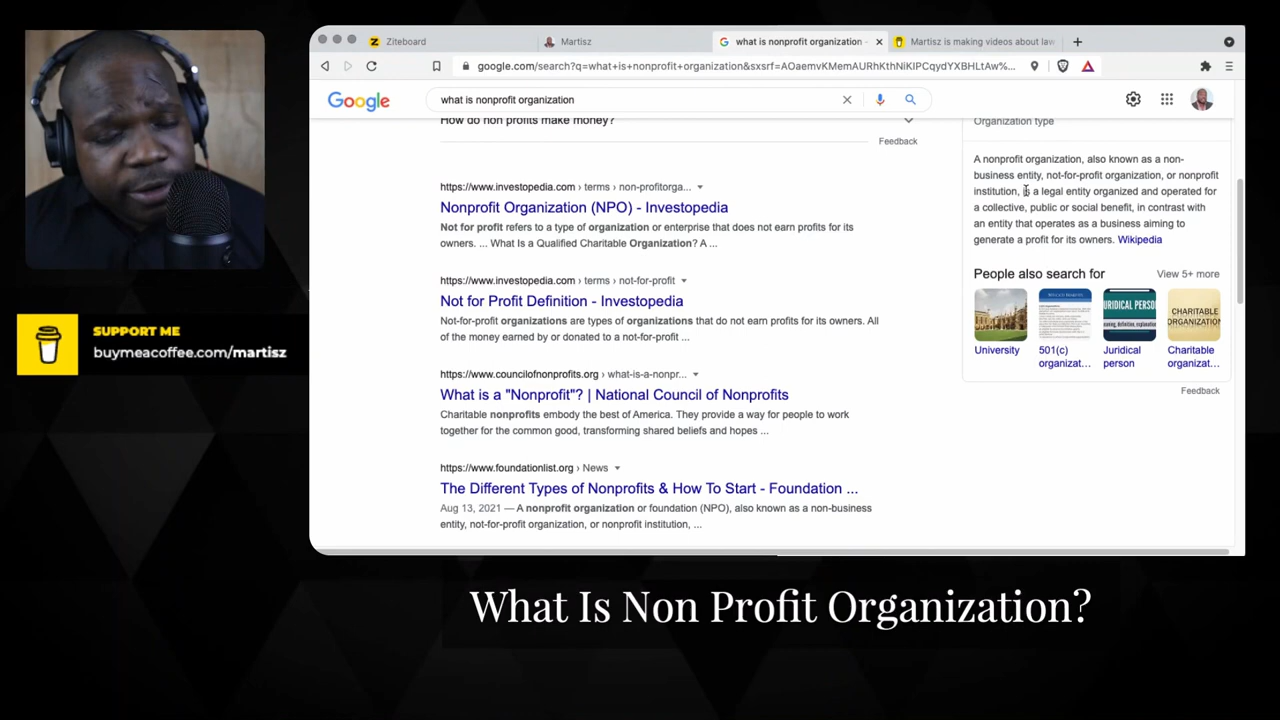 SUPPORT ME
buymeacoffee.com/martisz
Ziteboard
Martisz
what is nonprofit organization -
Martisz is making videos about law
google.com/search?q=what+is+nonprofit+organization&sxsrf=AOaemvKMemAURhKthNiKIPCqydYXBHLtAw%...
Google
what is nonprofit organization
How do non profits make money?
Feedback
https://www.investopedia.com › terms › non-profitorga...
Nonprofit Organization (NPO) - Investopedia
Not for profit refers to a type of organization or enterprise that does not earn profits for its
owners. ... What Is a Qualified Charitable Organization? A ...
https://www.investopedia.com › terms › not-for-profit
Not for Profit Definition - Investopedia
Not-for-profit organizations are types of organizations that do not earn profits for its owners. All
of the money earned by or donated to a not-for-profit ...
https://www.councilofnonprofits.org › what-is-a-nonpr...
What is a "Nonprofit"? | National Council of Nonprofits
Charitable nonprofits embody the best of America. They provide a way for people to work
together for the common good, transforming shared beliefs and hopes ...
https://www.foundationlist.org › News
The Different Types of Nonprofits & How To Start - Foundation ...
Aug 13, 2021 — A nonprofit organization or foundation (NPO), also known as a non-business
entity, not-for-profit organization, or nonprofit institution, ...
Organization type
A nonprofit organization, also known as a non-
business entity, not-for-profit organization, or nonprofit
institution, is a legal entity organized and operated for
a collective, public or social benefit, in contrast with
an entity that operates as a business aiming to
generate a profit for its owners. Wikipedia
People also search for
View 5+ more
JURIDICAL PERSO
CHARITABLE
ORGANIZATION
University
501(c)
organizat...
Juridical
person
Charitable
organizat...
Feedback
What Is Non Profit Organization?